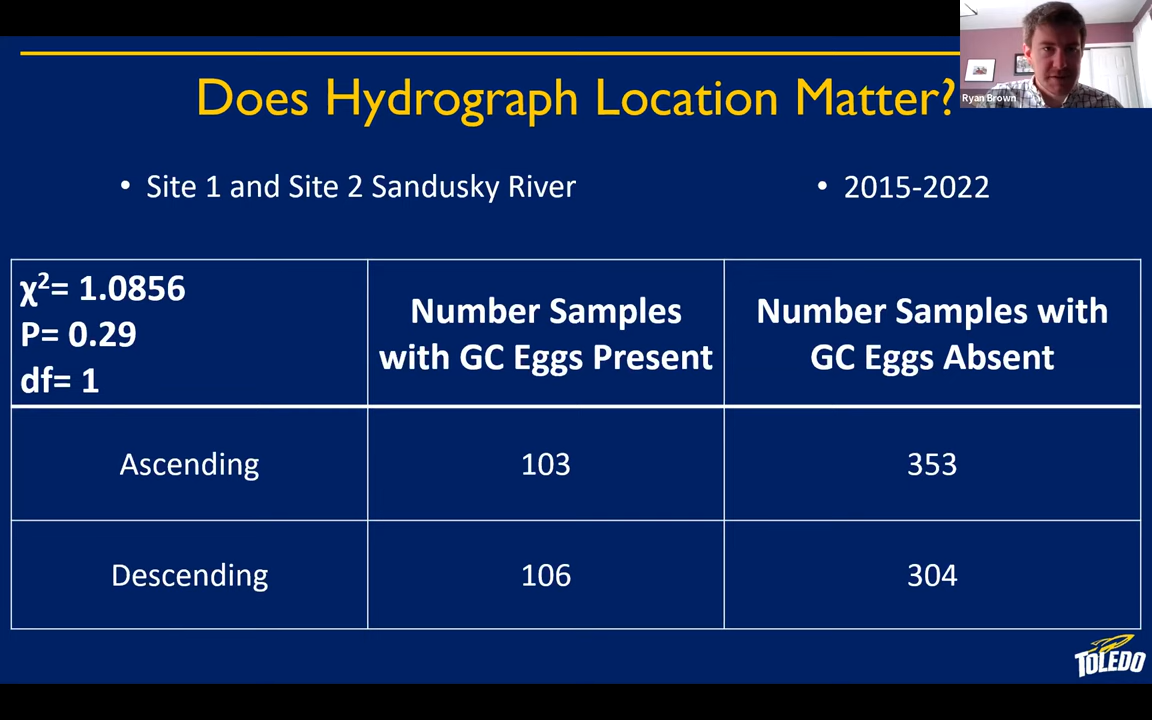 Does Hydrograph Location Matter?
Ryan Brown
• Site 1 and Site 2 Sandusky River
• 2015-2022
χ²= 1.0856
P= 0.29
df= 1
Number Samples
with GC Eggs Present
Number Samples with
GC Eggs Absent
Ascending
103
353
Descending
106
304
TOLEDO